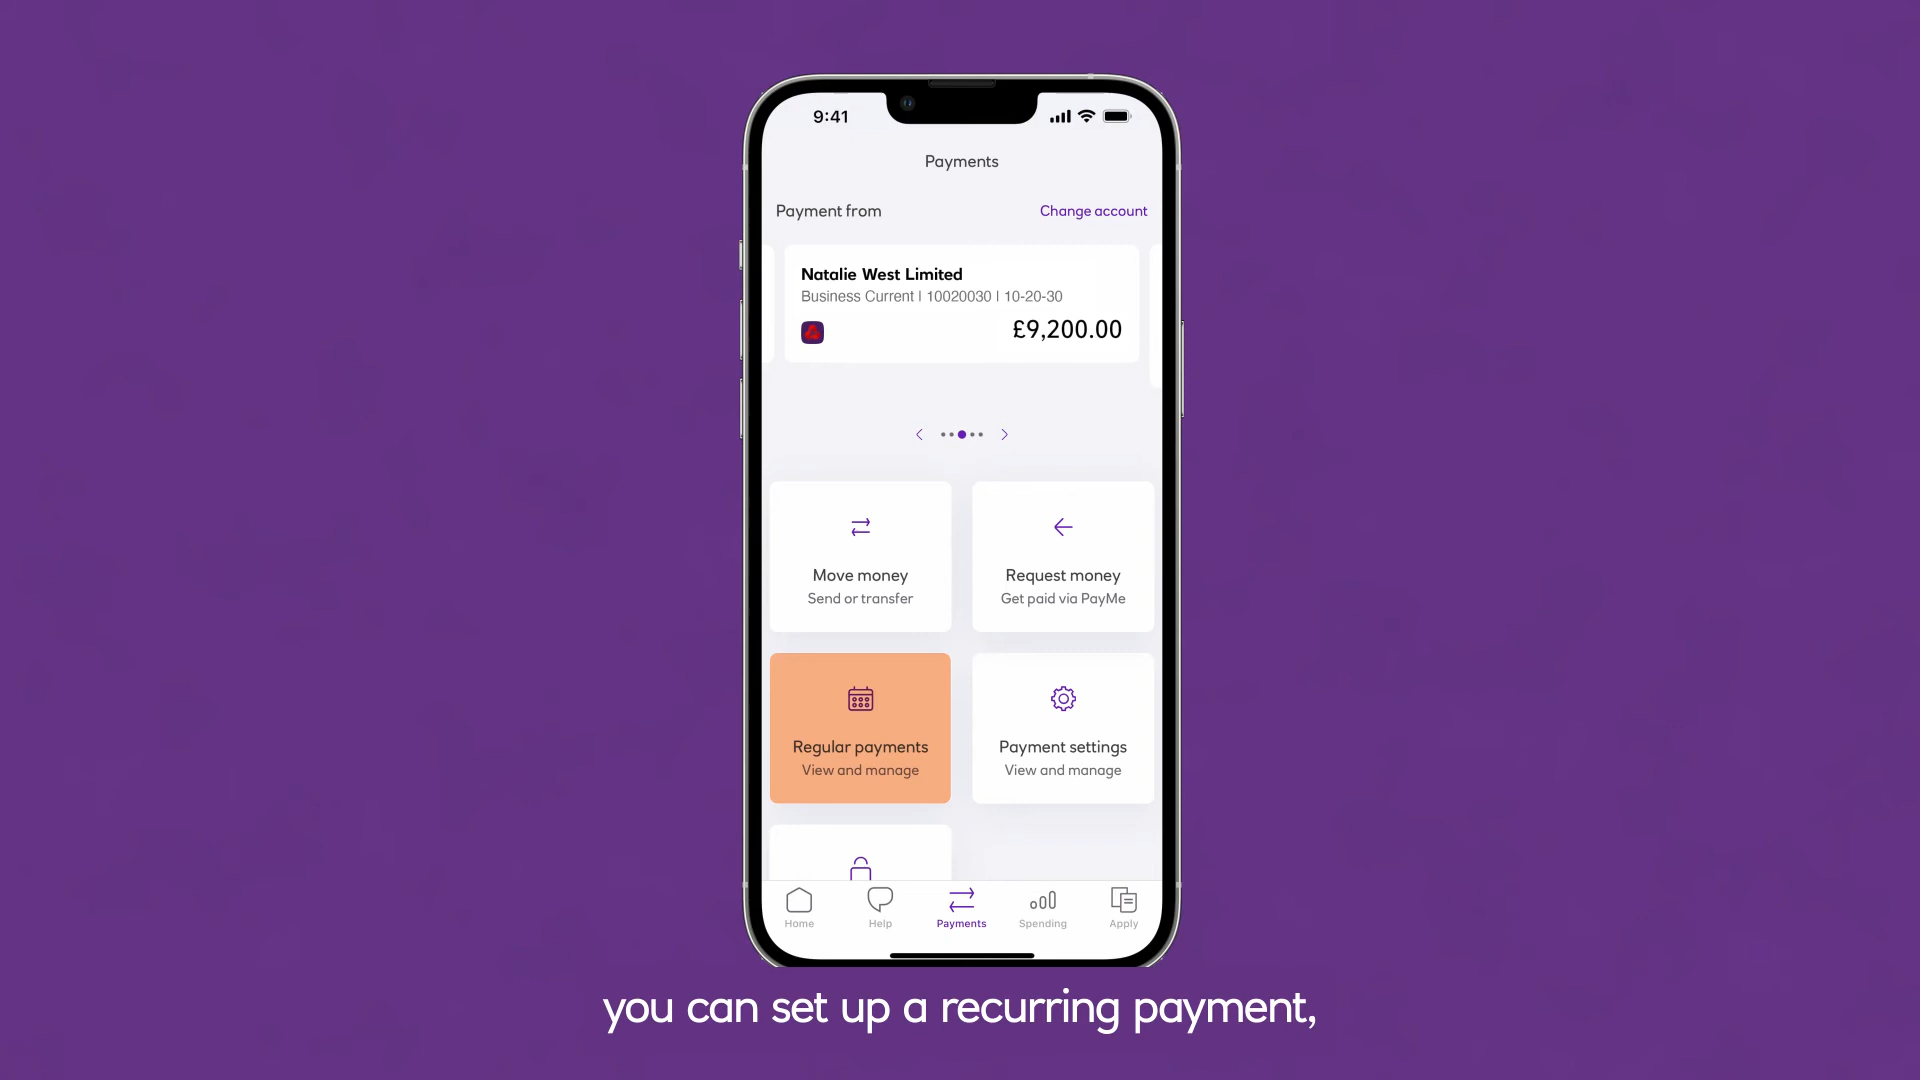 9:41
Payments
Payment from
Change account
Natalie West Limited
Business Current | 10020030 | 10-20-30
£9,200.00
Move money
Send or transfer
Request money
Get paid via PayMe
Regular payments
View and manage
Payment settings
View and manage
Home
Help
Payments
Spending
Apply
you can set up a recurring payment,